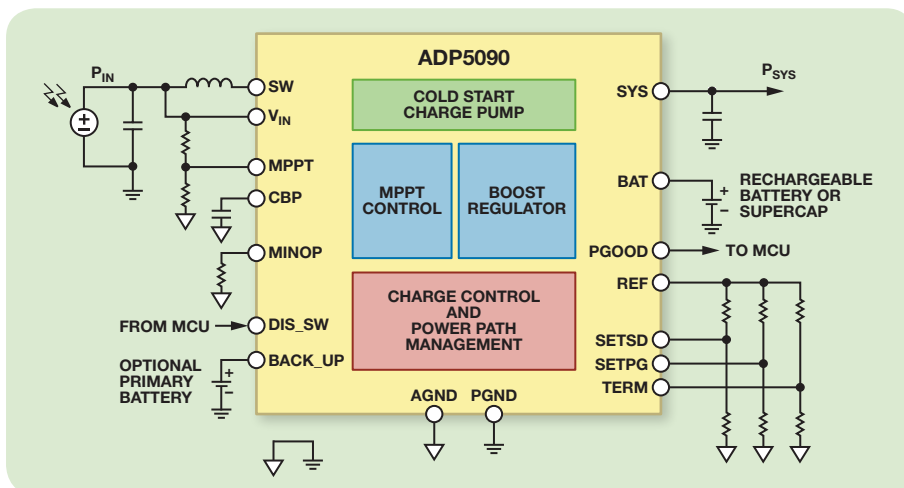 ADP5090
P_IN
SW
V_IN
MPPT
CBP
MINOP
FROM MCU
DIS_SW
BACK_UP
OPTIONAL
PRIMARY
BATTERY
COLD START
CHARGE PUMP
MPPT
CONTROL
BOOST
REGULATOR
CHARGE CONTROL
AND
POWER PATH
MANAGEMENT
AGND
PGND
SYS
P_SYS
BAT
+
−
RECHARGEABLE
BATTERY OR
SUPERCAP
PGOOD
TO MCU
REF
SETSD
SETPG
TERM